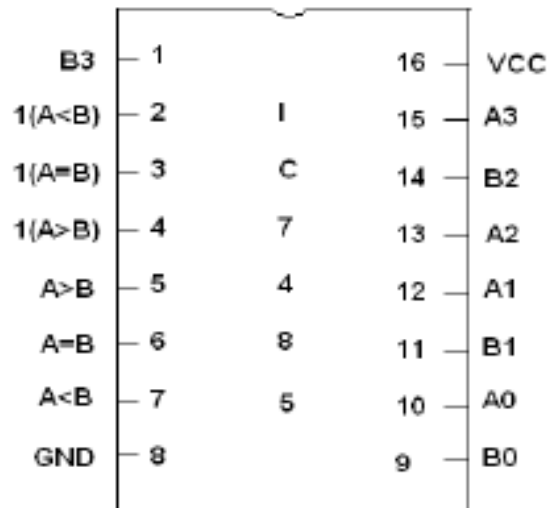 B3 1 16 VCC
1(A<B) 2 I 15 A3
1(A=B) 3 C 14 B2
1(A>B) 4 7 13 A2
A>B 5 4 12 A1
A=B 6 8 11 B1
A<B 7 5 10 A0
GND 8 9 B0